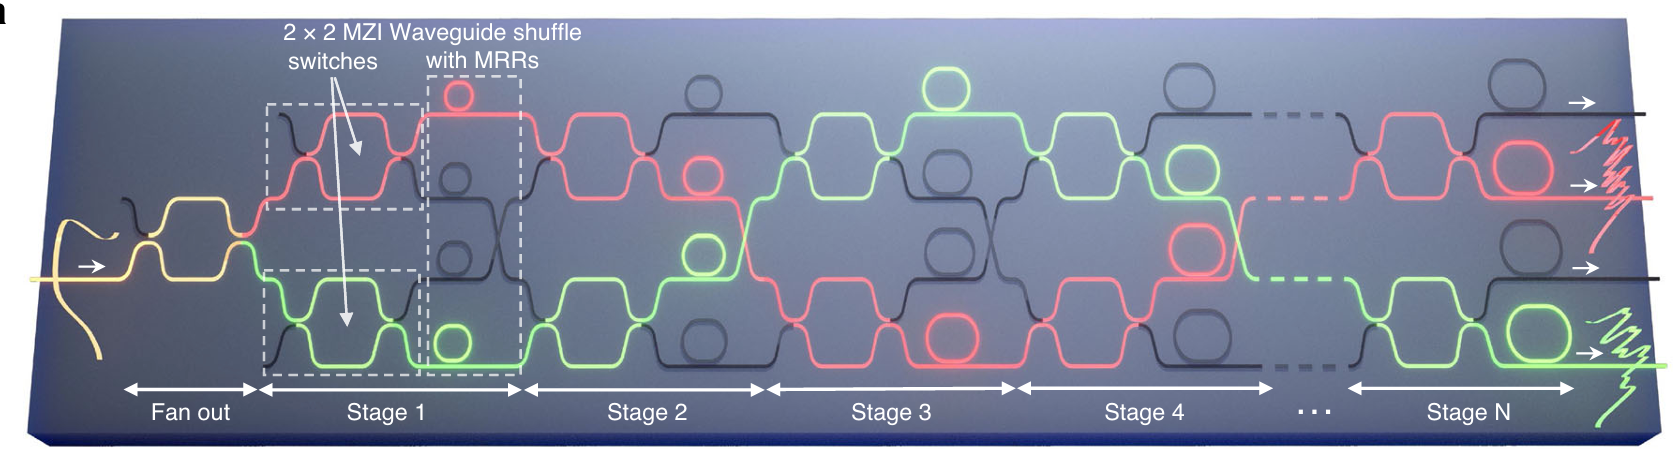 a
2 × 2 MZI Waveguide shuffle
switches with MRRs
Fan out Stage 1 Stage 2 Stage 3 Stage 4 ... Stage N